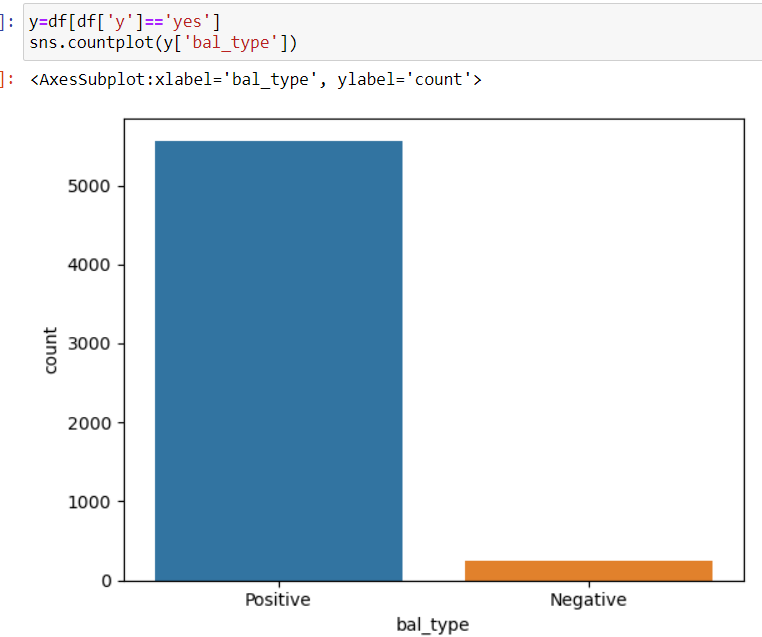 ]: y=df[df['y']=='yes']
sns.countplot(y['bal_type'])
]: <AxesSubplot:xlabel='bal_type', ylabel='count'>
5000
4000
3000
2000
1000
0
count
Positive Negative
bal_type